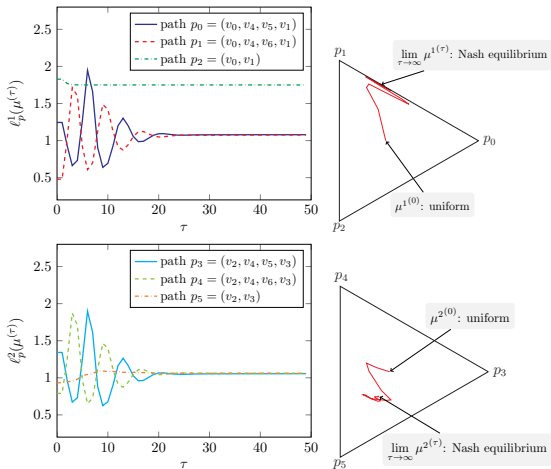 path p₀ = (v₀, v₄, v₅, v₁)
path p₁ = (v₀, v₄, v₆, v₁)
path p₂ = (v₀, v₁)
2.5
2
1.5
1
0.5
ℓ¹ₚ(μ^(τ))
0 10 20 30 40 50
τ
p₁
lim τ→∞ μ¹^(τ): Nash equilibrium
p₀
μ¹^(0): uniform
p₂
path p₃ = (v₂, v₄, v₅, v₃)
path p₄ = (v₂, v₄, v₆, v₃)
path p₅ = (v₂, v₃)
2.5
2
1.5
1
0.5
ℓ²ₚ(μ^(τ))
0 10 20 30 40 50
τ
p₄
μ²^(0): uniform
p₃
lim τ→∞ μ²^(τ): Nash equilibrium
p₅